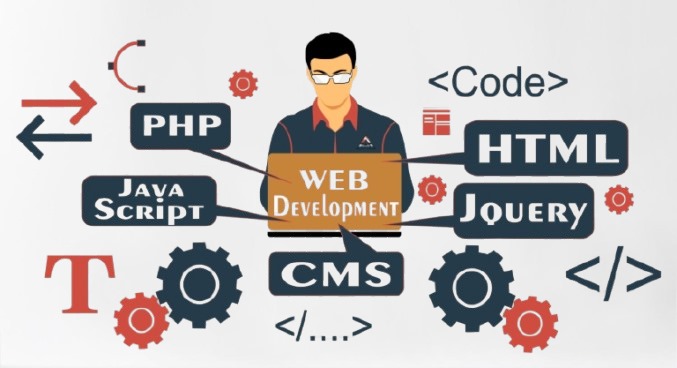 <Code>
PHP
HTML
WEB
Development
Java
Script
Jquery
T
CMS
</>
</....>